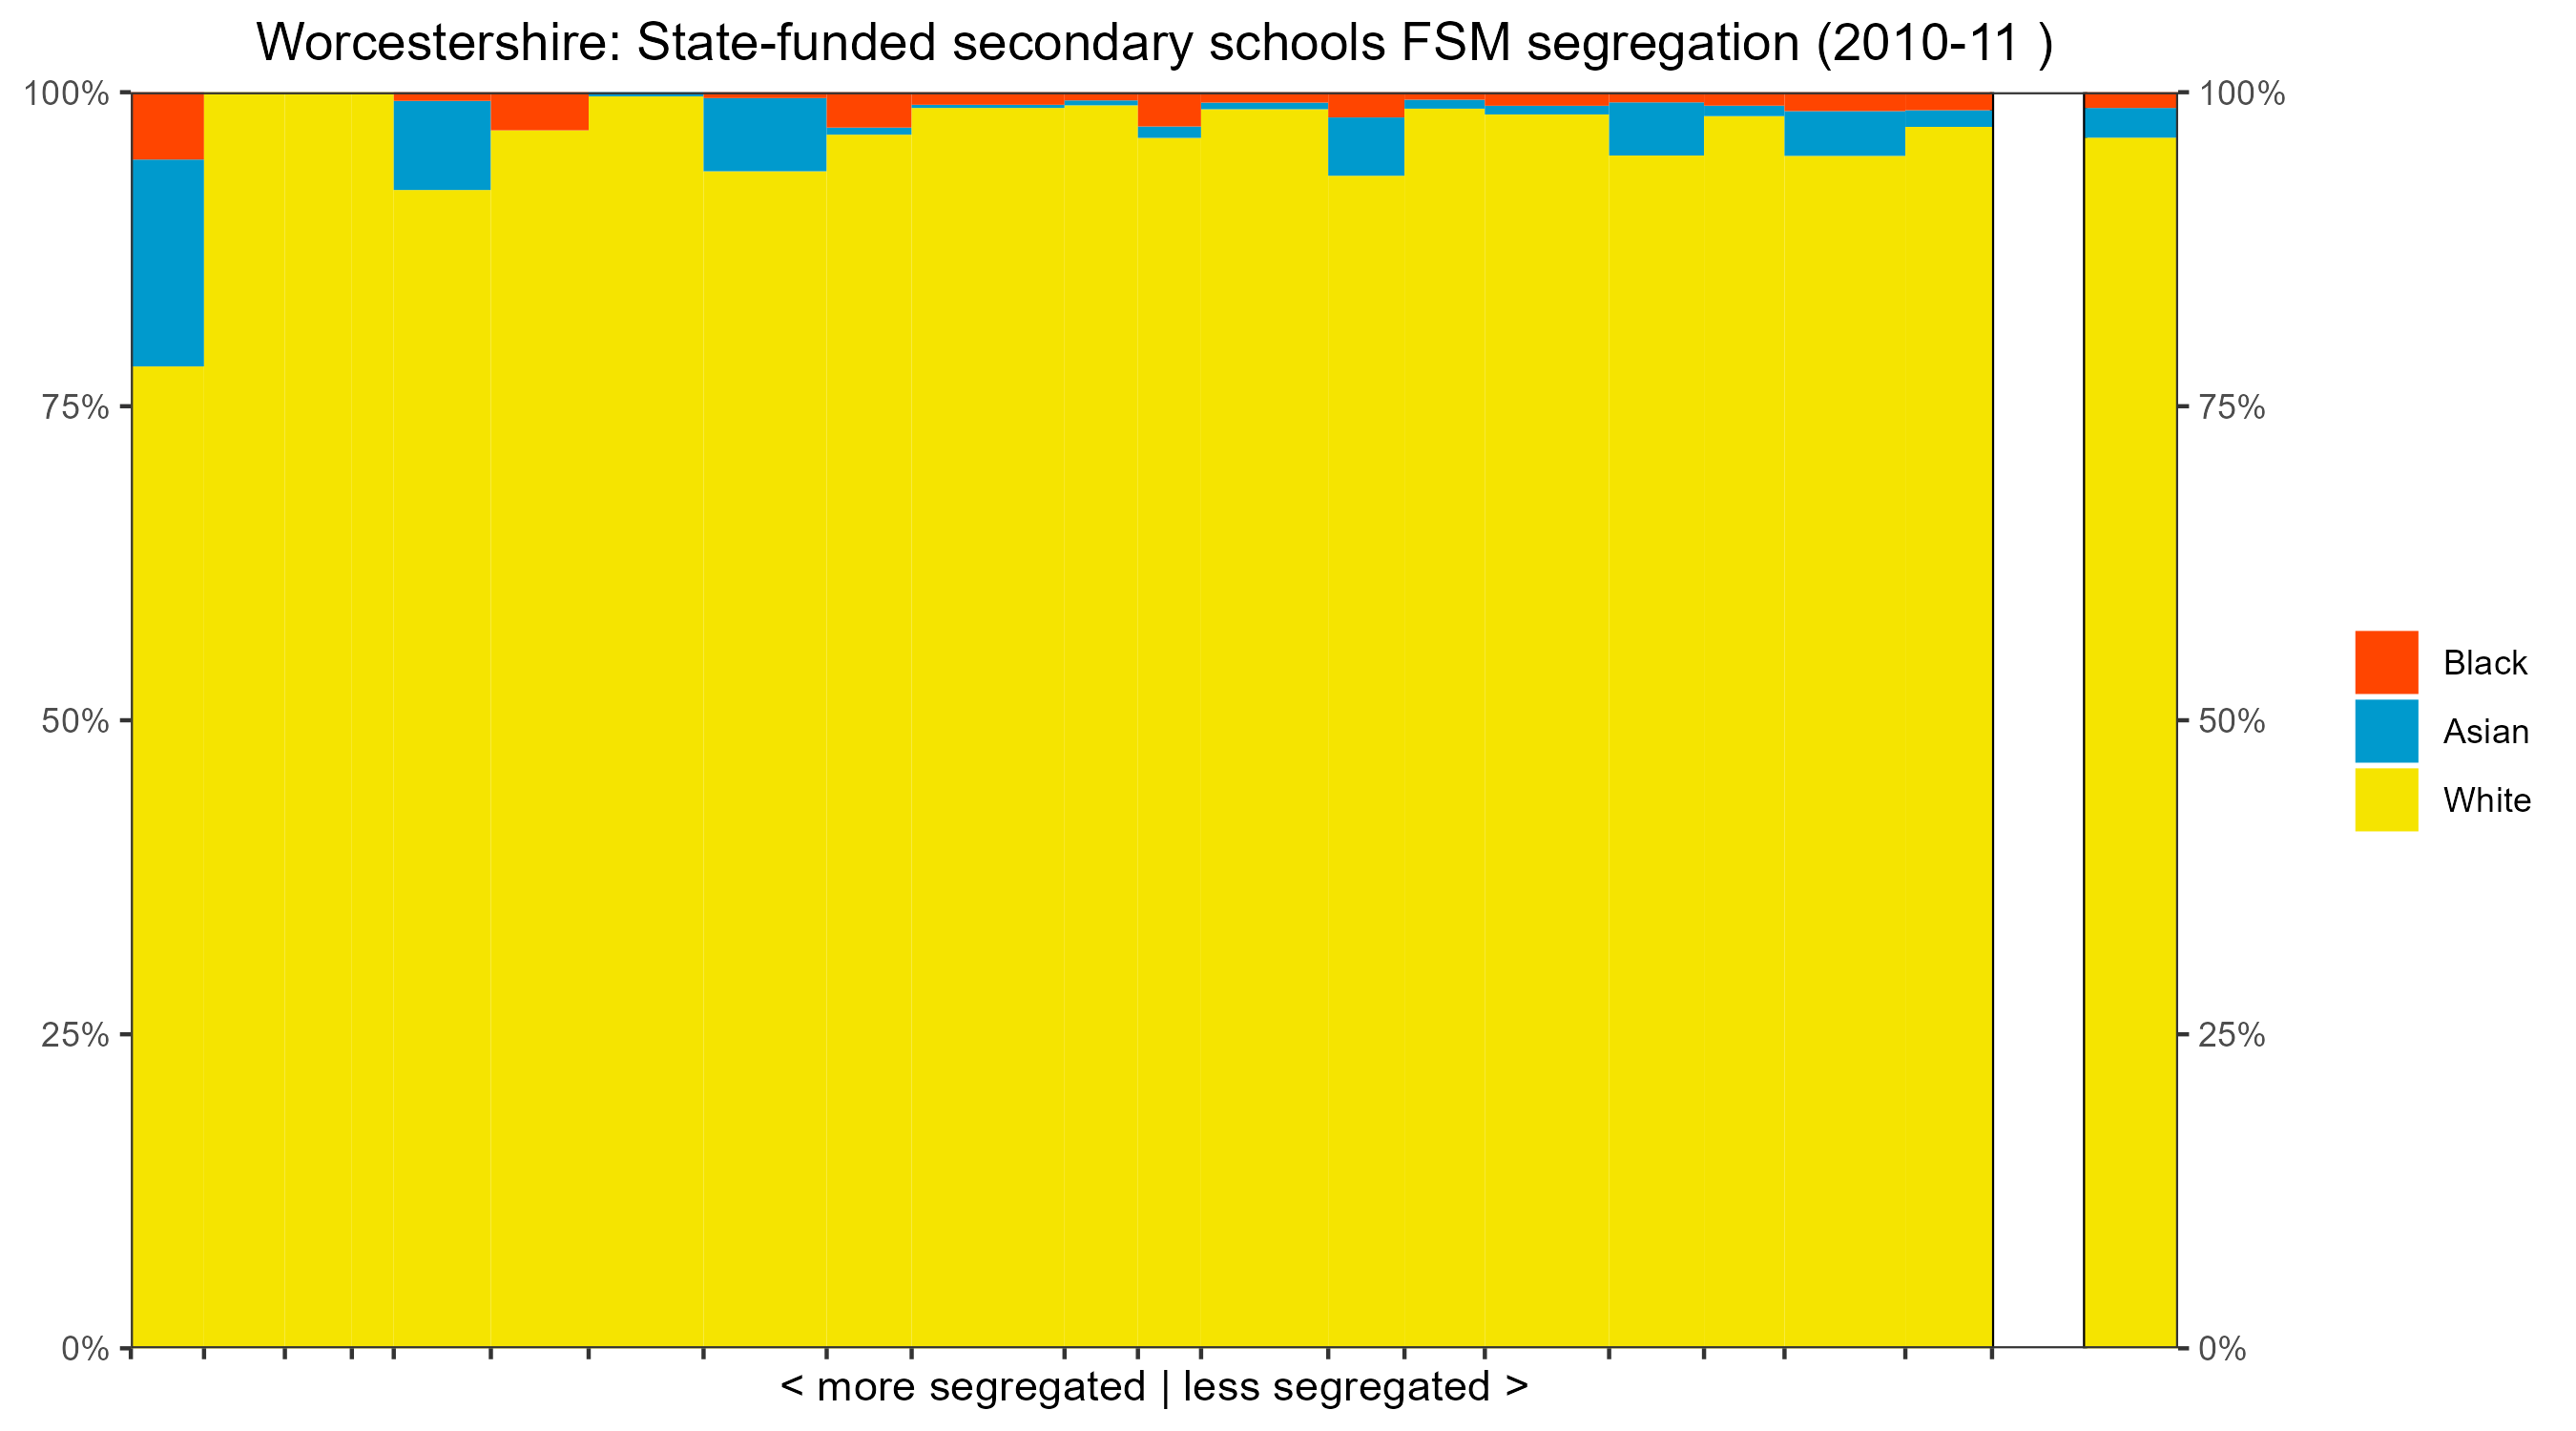 Worcestershire: State-funded secondary schools FSM segregation (2010-11 )
100%
75%
50%
25%
0%
100%
75%
50%
25%
0%
Black
Asian
White
< more segregated | less segregated >